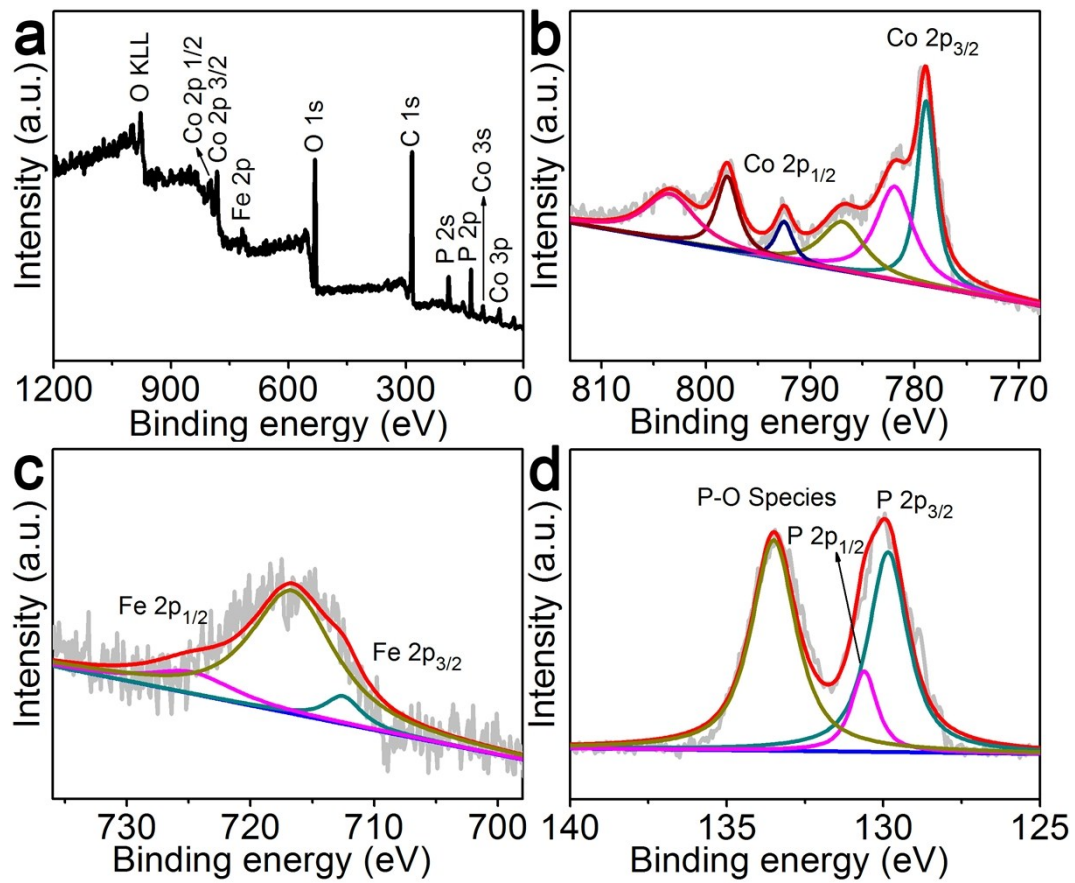 a
Intensity (a.u.)
O KLL
Co 2p 1/2
Co 2p 3/2
Fe 2p
O 1s
C 1s
P 2s
P 2p
Co 3s
Co 3p
1200 900 600 300 0
Binding energy (eV)
b
Intensity (a.u.)
Co 2p3/2
Co 2p1/2
810 800 790 780 770
Binding energy (eV)
c
Intensity (a.u.)
Fe 2p1/2
Fe 2p3/2
730 720 710 700
Binding energy (eV)
d
Intensity (a.u.)
P-O Species
P 2p3/2
P 2p1/2
140 135 130 125
Binding energy (eV)